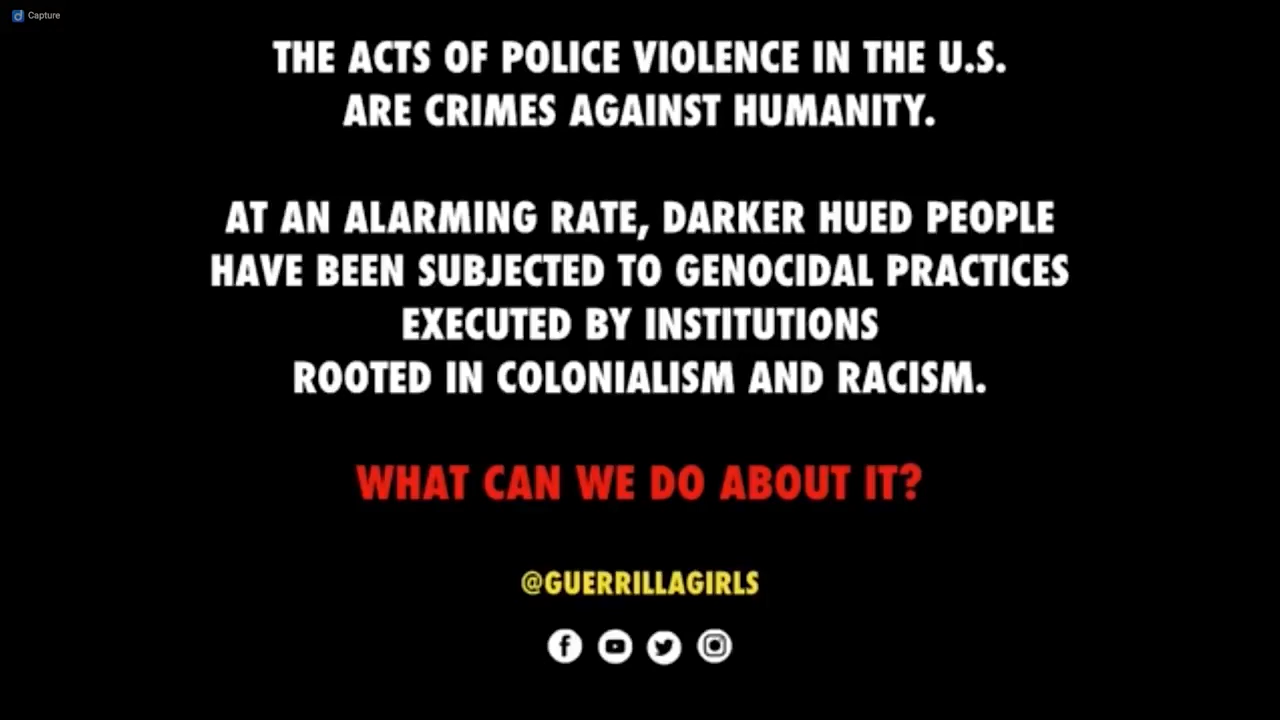 Capture
THE ACTS OF POLICE VIOLENCE IN THE U.S.
ARE CRIMES AGAINST HUMANITY.
AT AN ALARMING RATE, DARKER HUED PEOPLE
HAVE BEEN SUBJECTED TO GENOCIDAL PRACTICES
EXECUTED BY INSTITUTIONS
ROOTED IN COLONIALISM AND RACISM.
WHAT CAN WE DO ABOUT IT?
@GUERRILLAGIRLS